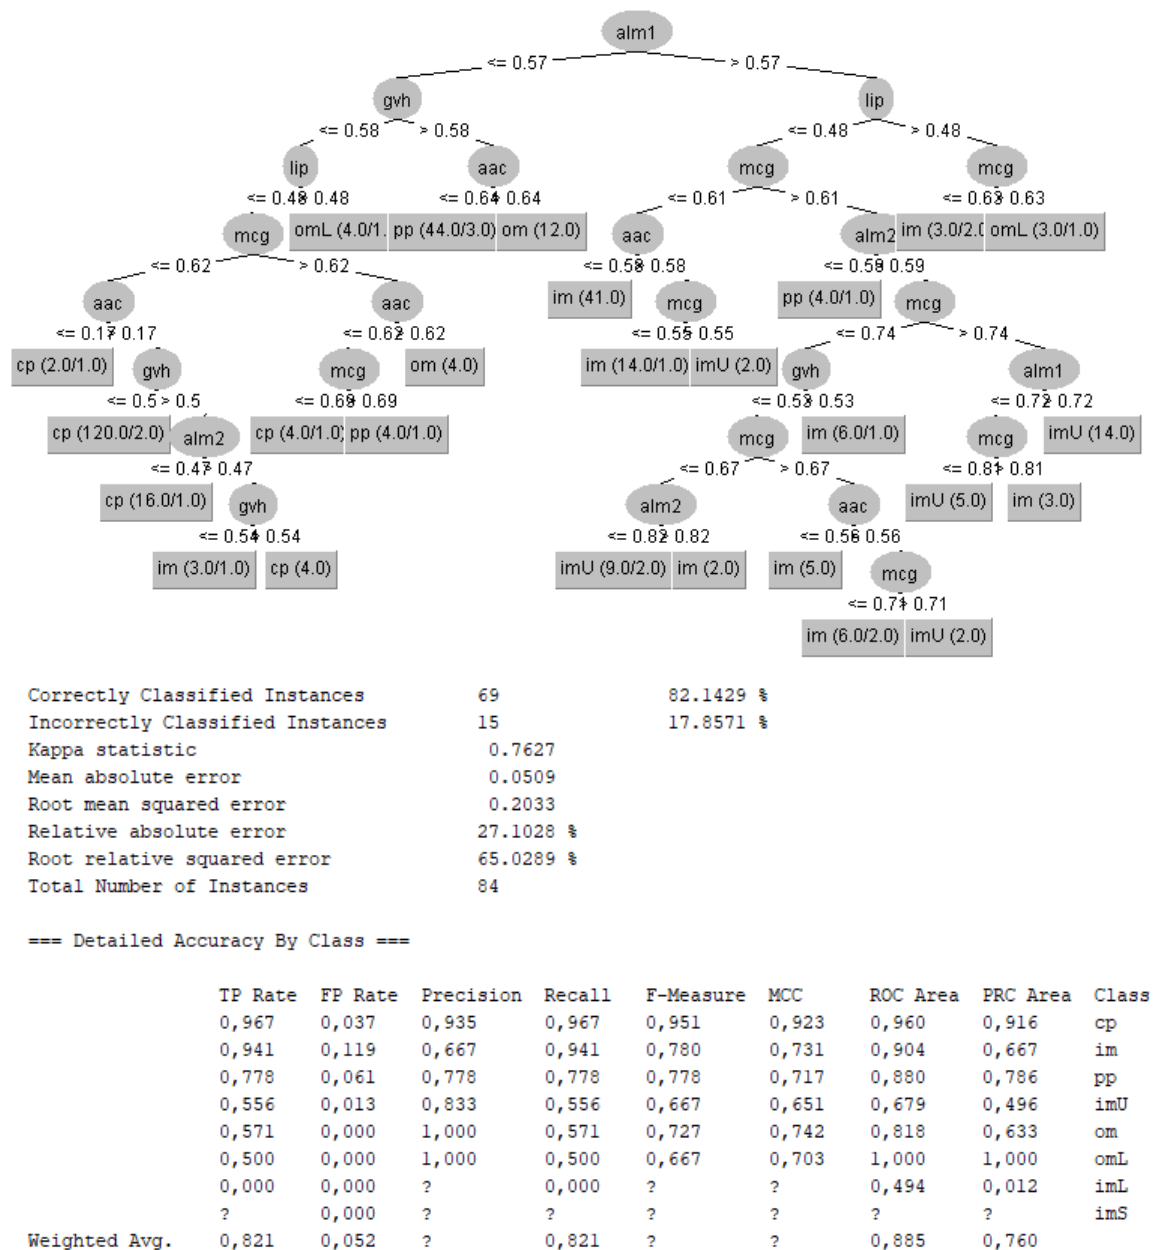 alm1
<= 0.57 > 0.57
gvh lip
<= 0.58 > 0.58 <= 0.48 > 0.48
lip aac mcg mcg
<= 0.48 > 0.48 <= 0.64 > 0.64 <= 0.61 > 0.61 <= 0.63 > 0.63
mcg omL (4.0/1. pp (44.0/3.0) om (12.0) aac alm2 im (3.0/2.0 omL (3.0/1.0)
<= 0.62 > 0.62 <= 0.58 > 0.58 <= 0.59 > 0.59
aac aac im (41.0) mcg pp (4.0/1.0) mcg
<= 0.17 > 0.17 <= 0.62 > 0.62 <= 0.55 > 0.55 <= 0.74 > 0.74
cp (2.0/1.0) gvh mcg om (4.0) im (14.0/1.0) imU (2.0) gvh alm1
<= 0.5 > 0.5 <= 0.69 > 0.69 <= 0.53 > 0.53 <= 0.72 > 0.72
cp (120.0/2.0) alm2 cp (4.0/1.0) pp (4.0/1.0) mcg im (6.0/1.0) mcg imU (14.0)
<= 0.47 > 0.47 <= 0.67 > 0.67 <= 0.81 > 0.81
cp (16.0/1.0) gvh alm2 aac imU (5.0) im (3.0)
<= 0.54 > 0.54 <= 0.82 > 0.82 <= 0.56 > 0.56
im (3.0/1.0) cp (4.0) imU (9.0/2.0) im (2.0) im (5.0) mcg
<= 0.71 > 0.71
im (6.0/2.0) imU (2.0)
Correctly Classified Instances 69 82.1429 %
Incorrectly Classified Instances 15 17.8571 %
Kappa statistic 0.7627
Mean absolute error 0.0509
Root mean squared error 0.2033
Relative absolute error 27.1028 %
Root relative squared error 65.0289 %
Total Number of Instances 84
=== Detailed Accuracy By Class ===
TP Rate FP Rate Precision Recall F-Measure MCC ROC Area PRC Area Class
0,967 0,037 0,935 0,967 0,951 0,923 0,960 0,916 cp
0,941 0,119 0,667 0,941 0,780 0,731 0,904 0,667 im
0,778 0,061 0,778 0,778 0,778 0,717 0,880 0,786 pp
0,556 0,013 0,833 0,556 0,667 0,651 0,679 0,496 imU
0,571 0,000 1,000 0,571 0,727 0,742 0,818 0,633 om
0,500 0,000 1,000 0,500 0,667 0,703 1,000 1,000 omL
0,000 0,000 ? 0,000 ? ? 0,494 0,012 imL
? 0,000 ? ? ? ? ? ? imS
Weighted Avg. 0,821 0,052 ? 0,821 ? ? 0,885 0,760